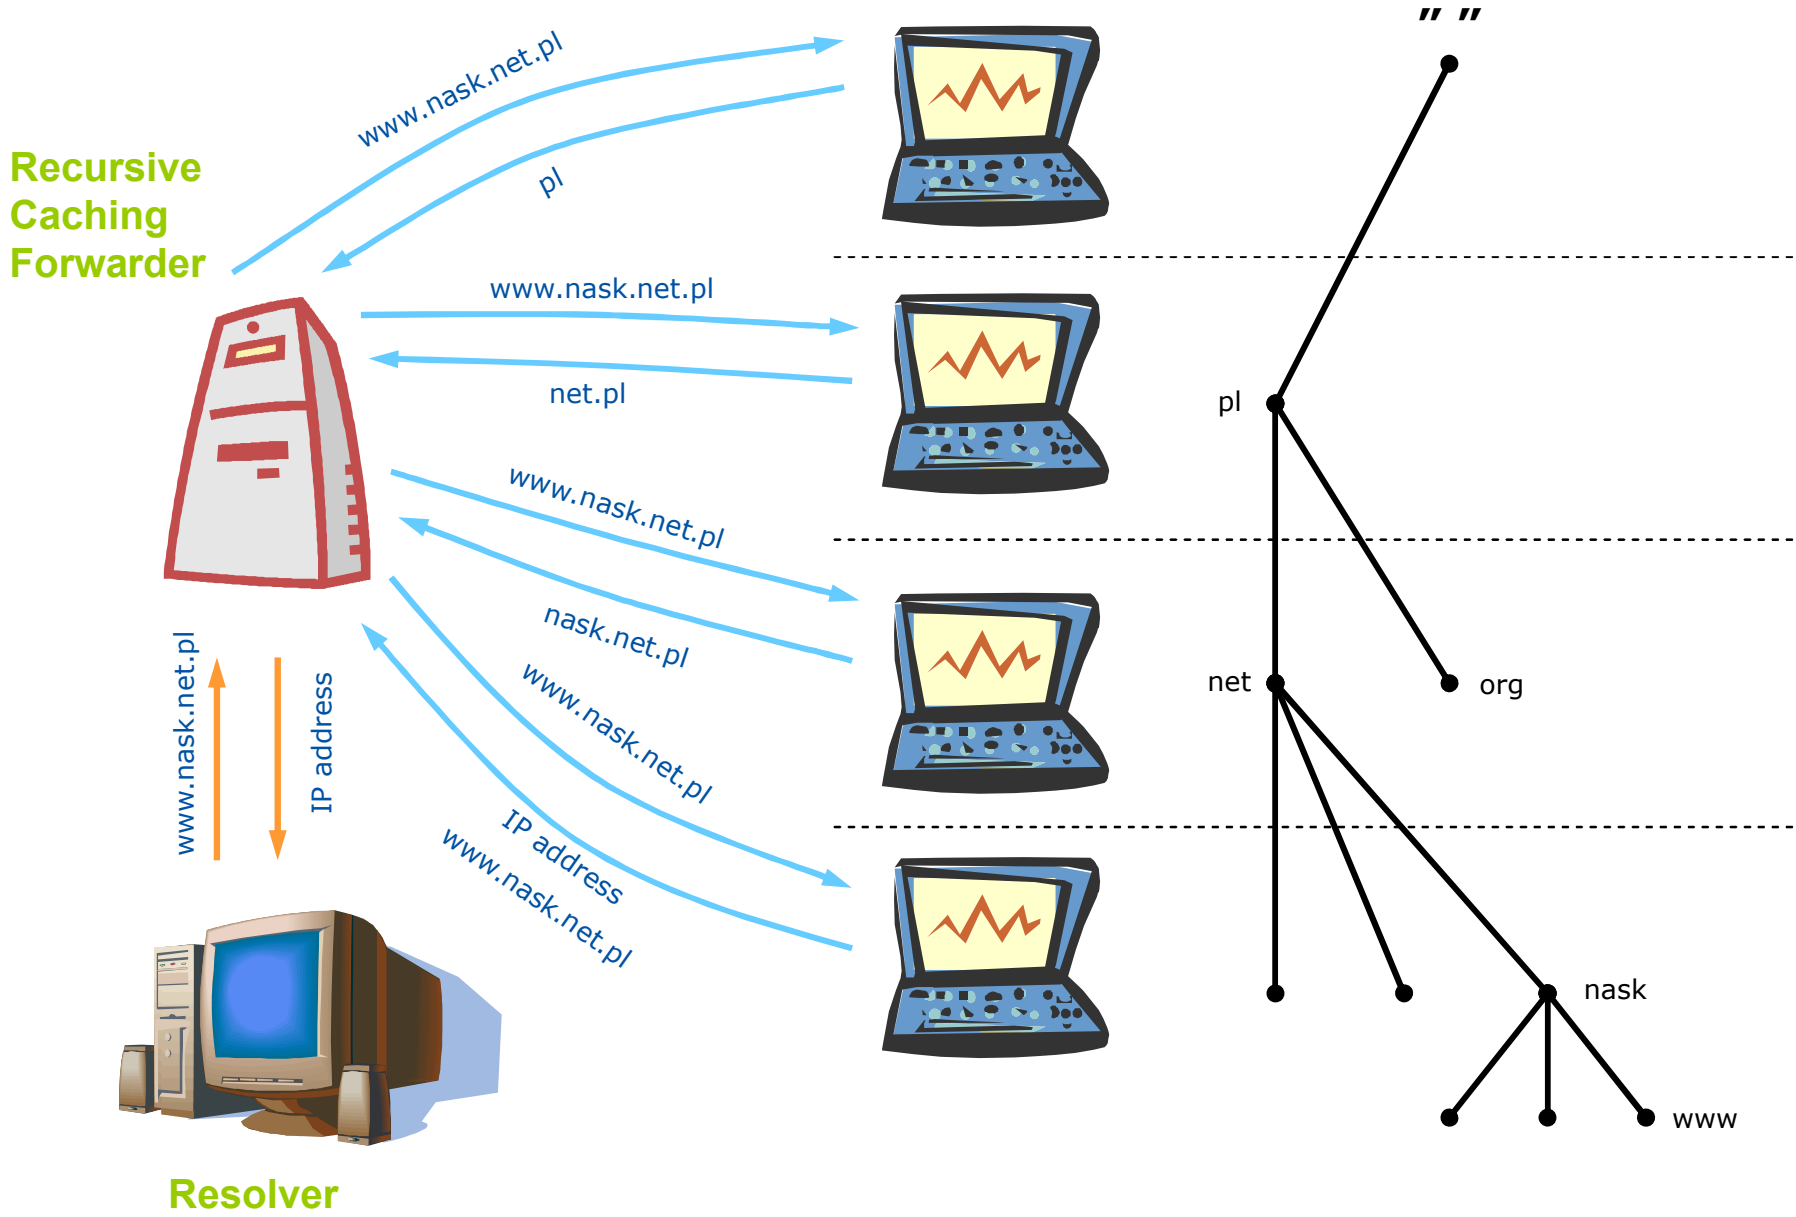 " "
www.nask.net.pl
pl
Recursive
Caching
Forwarder
www.nask.net.pl
net.pl
pl
www.nask.net.pl
nask.net.pl
net
org
www.nask.net.pl
IP address
www.nask.net.pl
IP address
www.nask.net.pl
nask
www
Resolver